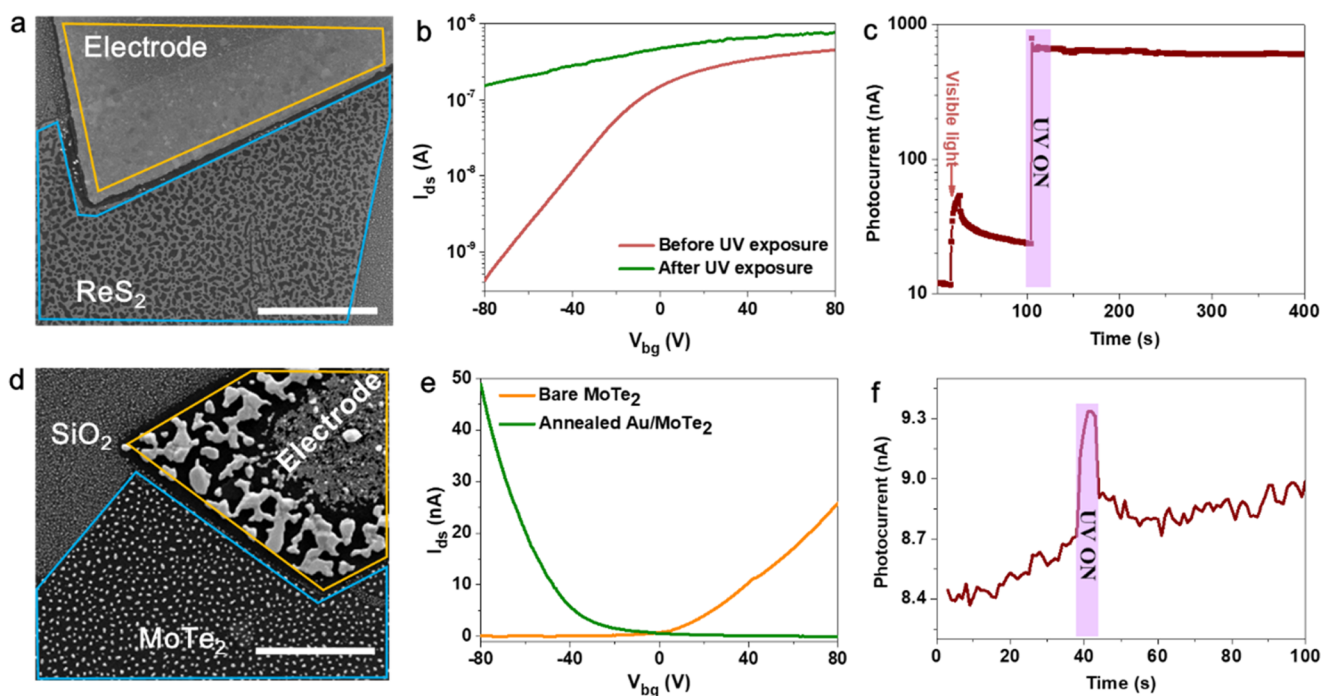 a
Electrode
ReS2
b
10-6
10-7
10-8
10-9
-80 -40 0 40 80
Ids (A)
Vbg (V)
Before UV exposure
After UV exposure
c
1000
100
10
0 100 200 300 400
Photocurrent (nA)
Time (s)
Visible light
UV ON
d
SiO2
Electrode
MoTe2
e
50
40
30
20
10
0
-80 -40 0 40 80
Ids (nA)
Vbg (V)
Bare MoTe2
Annealed Au/MoTe2
f
9.3
9.0
8.7
8.4
0 20 40 60 80 100
Photocurrent (nA)
Time (s)
UV ON